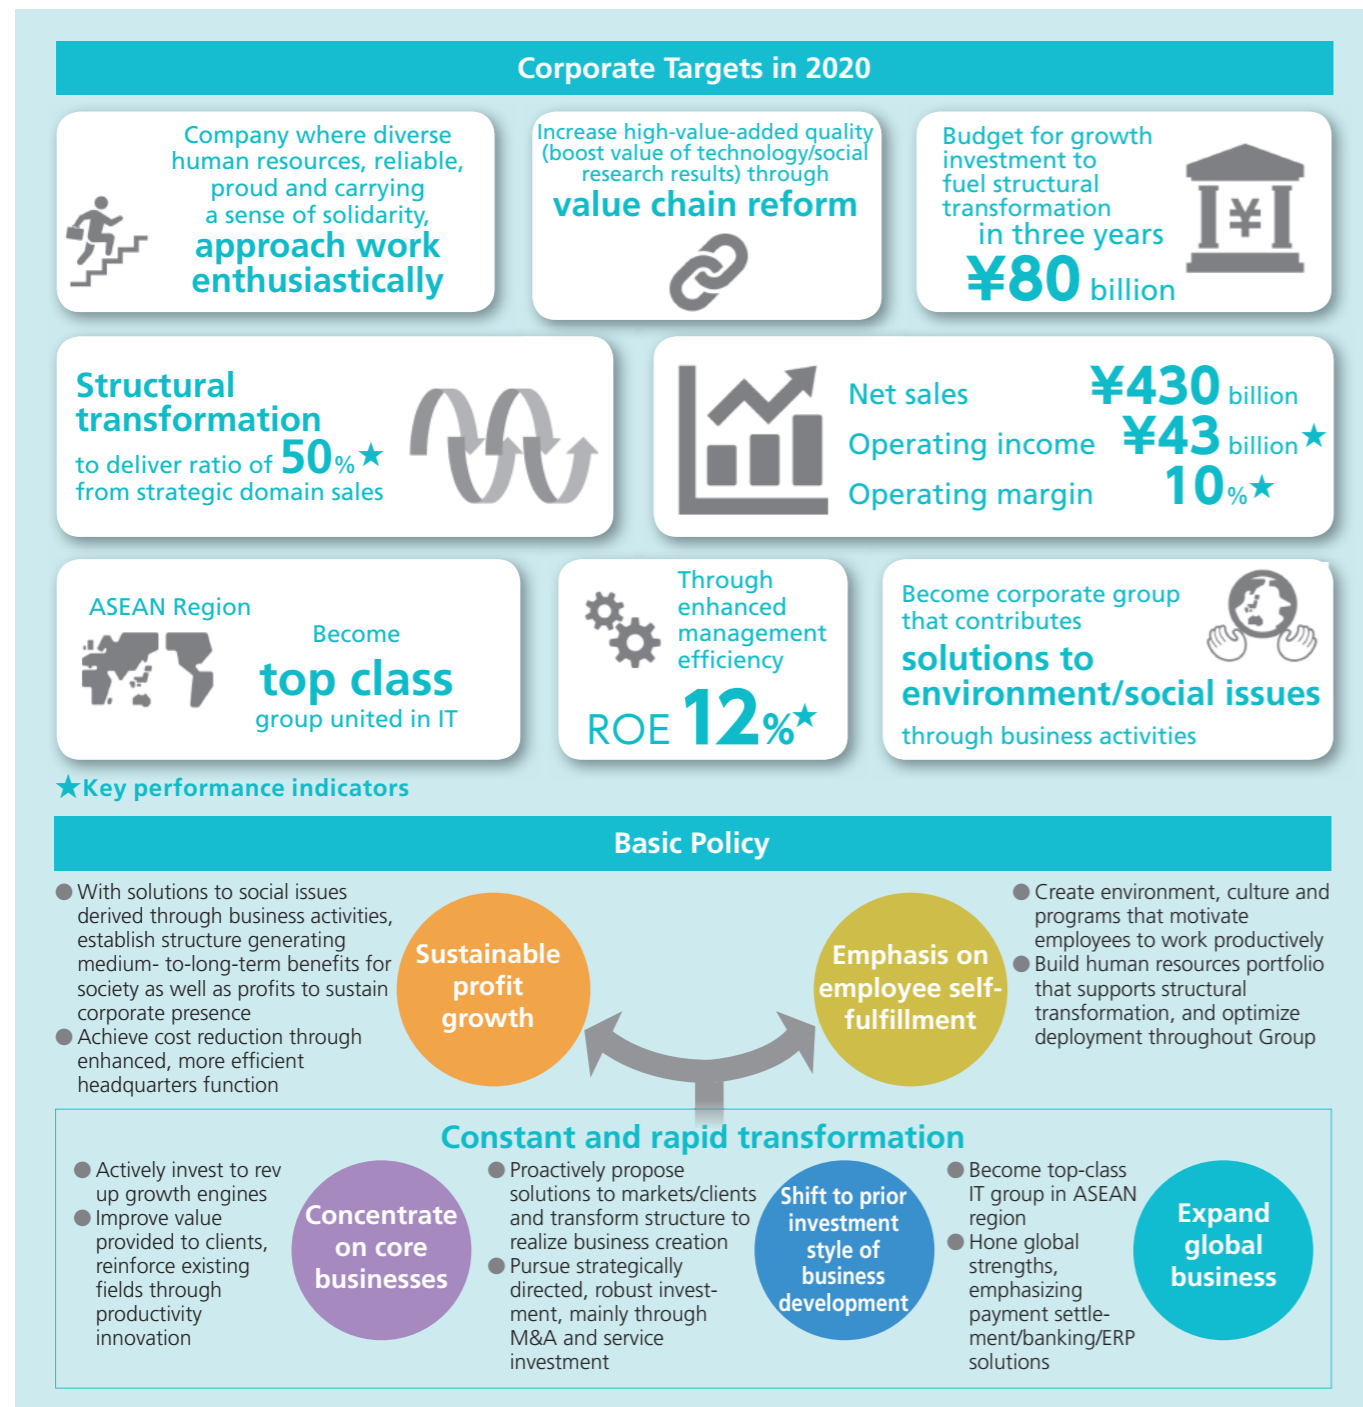 Corporate Targets in 2020
Company where diverse
human resources, reliable,
proud and carrying
a sense of solidarity,
approach work
enthusiastically
Increase high-value-added quality
(boost value of technology/social
research results) through
value chain reform
Budget for growth
investment to
fuel structural
transformation
in three years
¥80 billion
¥
Structural
transformation
to deliver ratio of 50%★
from strategic domain sales
Net sales ¥430 billion
Operating income ¥43 billion★
Operating margin 10%★
ASEAN Region
Become
top class
group united in IT
Through
enhanced
management
efficiency
ROE 12%★
Become corporate group
that contributes
solutions to
environment/social issues
through business activities
★Key performance indicators
Basic Policy
● With solutions to social issues
derived through business activities,
establish structure generating
medium- to-long-term benefits for
society as well as profits to sustain
corporate presence
● Achieve cost reduction through
enhanced, more efficient
headquarters function
Sustainable
profit
growth
Emphasis on
employee self-
fulfillment
● Create environment, culture and
programs that motivate
employees to work productively
● Build human resources portfolio
that supports structural
transformation, and optimize
deployment throughout Group
Constant and rapid transformation
● Actively invest to rev
up growth engines
● Improve value
provided to clients,
reinforce existing
fields through
productivity
innovation
Concentrate
on core
businesses
● Proactively propose
solutions to markets/clients
and transform structure to
realize business creation
● Pursue strategically
directed, robust invest-
ment, mainly through
M&A and service
investment
Shift to prior
investment
style of
business
development
● Become top-class
IT group in ASEAN
region
● Hone global
strengths,
emphasizing
payment settle-
ment/banking/ERP
solutions
Expand
global
business